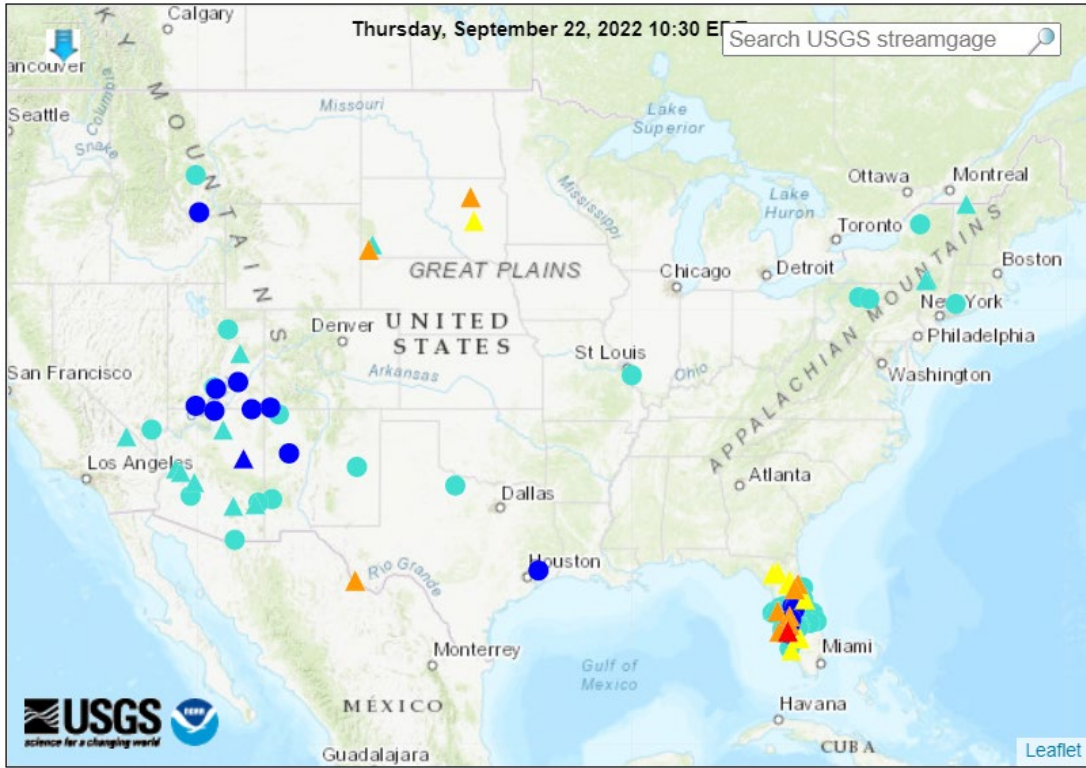 Calgary
Thursday, September 22, 2022 10:30 EDT
Search USGS streamgage
ancouver
Seattle
Columbia
Snake
Missouri
Lake
Superior
Mississippi
Ottawa
Montreal
Lake
Huron
Toronto
K Y MOUNTAINS
GREAT PLAINS
Chicago
Detroit
Boston
New York
Philadelphia
Denver
UNITED
STATES
St Louis
Ohio
Washington
San Francisco
Arkansas
APPALACHIAN MOUNTAINS
Los Angeles
Dallas
Atlanta
Houston
Rio Grande
Monterrey
Gulf of
Mexico
Miami
MÉXICO
Havana
USGS
science for a changing world
Guadalajara
CUBA
Leaflet